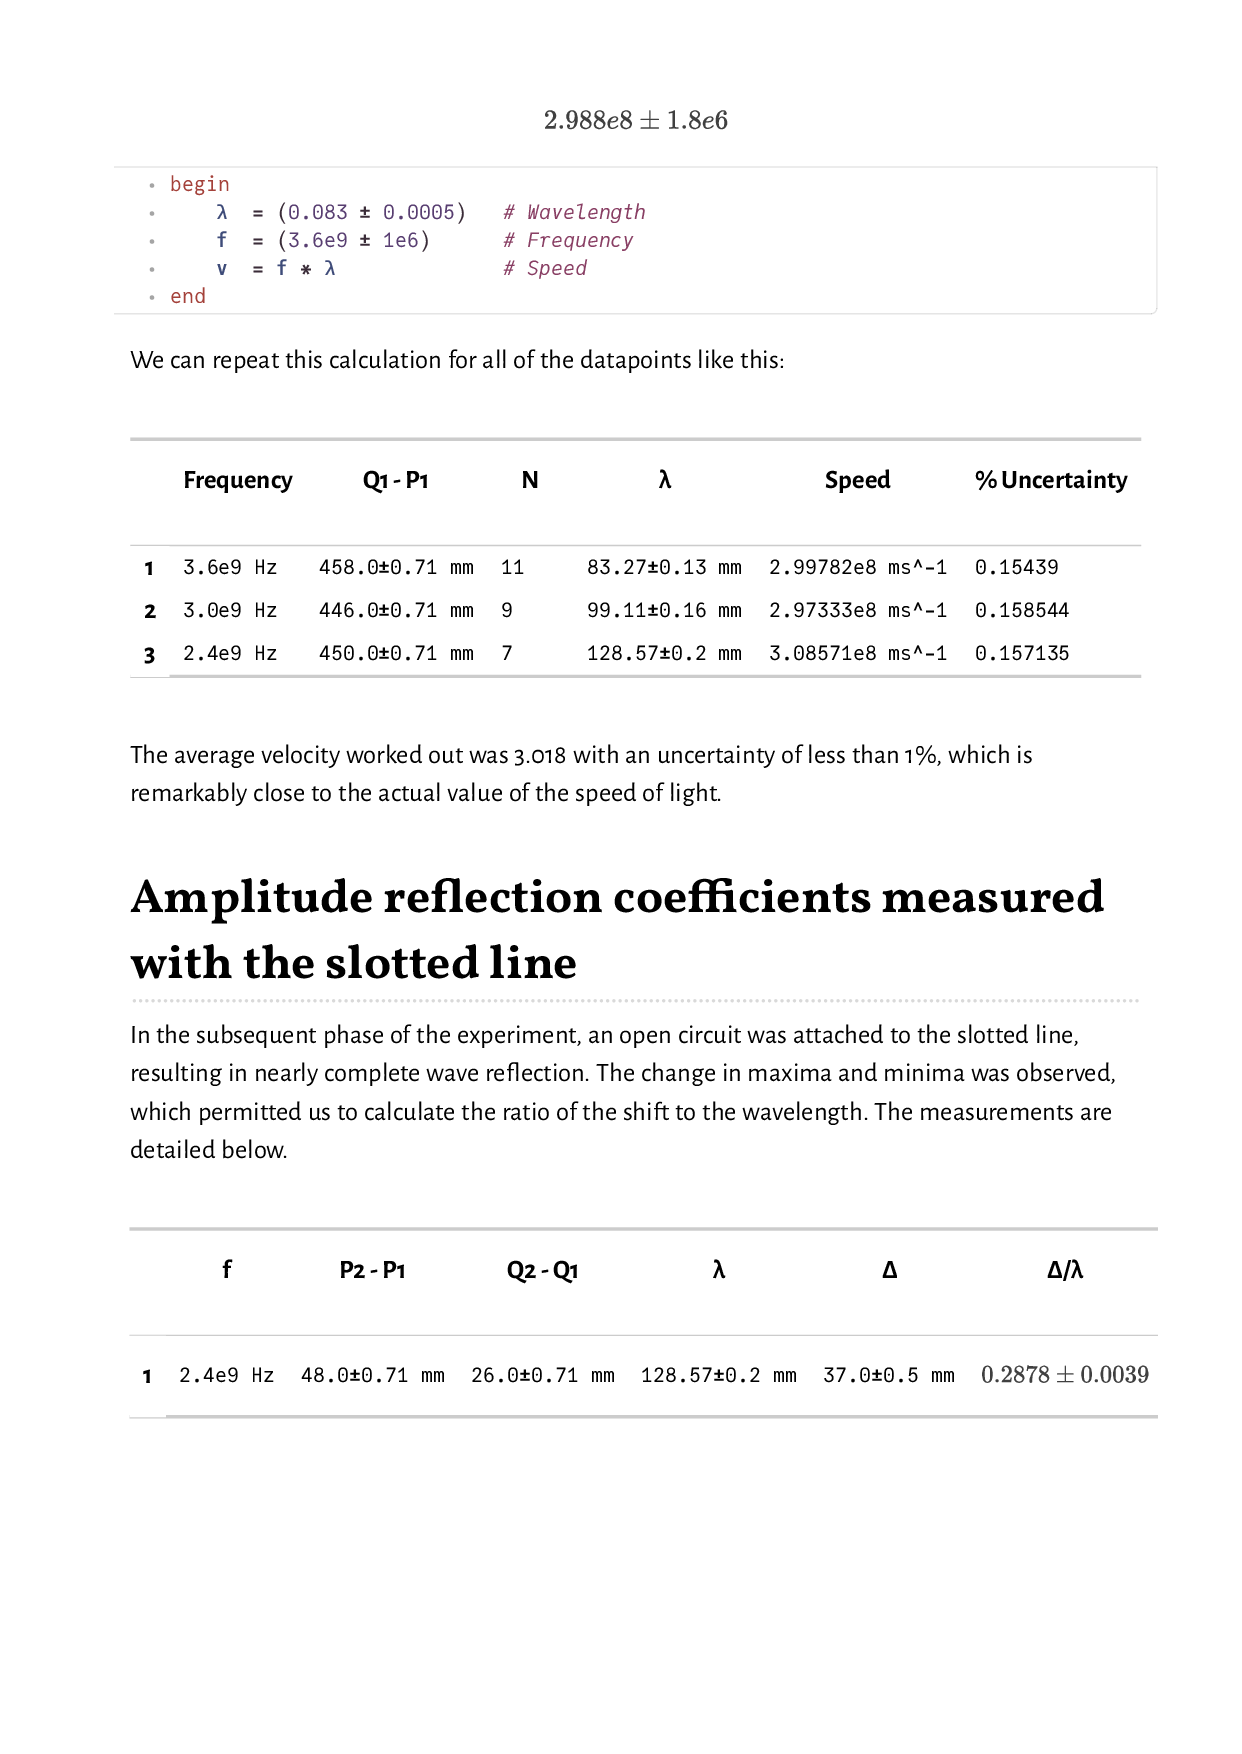 2.988e8 ± 1.8e6
begin
λ = (0.083 ± 0.0005) # Wavelength
f = (3.6e9 ± 1e6) # Frequency
v = f * λ # Speed
end
We can repeat this calculation for all of the datapoints like this:
Frequency Q1 - P1 N λ Speed % Uncertainty
1 3.6e9 Hz 458.0±0.71 mm 11 83.27±0.13 mm 2.99782e8 ms^-1 0.15439
2 3.0e9 Hz 446.0±0.71 mm 9 99.11±0.16 mm 2.97333e8 ms^-1 0.158544
3 2.4e9 Hz 450.0±0.71 mm 7 128.57±0.2 mm 3.08571e8 ms^-1 0.157135
The average velocity worked out was 3.018 with an uncertainty of less than 1%, which is
remarkably close to the actual value of the speed of light.
Amplitude reflection coefficients measured
with the slotted line
In the subsequent phase of the experiment, an open circuit was attached to the slotted line,
resulting in nearly complete wave reflection. The change in maxima and minima was observed,
which permitted us to calculate the ratio of the shift to the wavelength. The measurements are
detailed below.
f P2 - P1 Q2 - Q1 λ Δ Δ/λ
1 2.4e9 Hz 48.0±0.71 mm 26.0±0.71 mm 128.57±0.2 mm 37.0±0.5 mm 0.2878 ± 0.0039